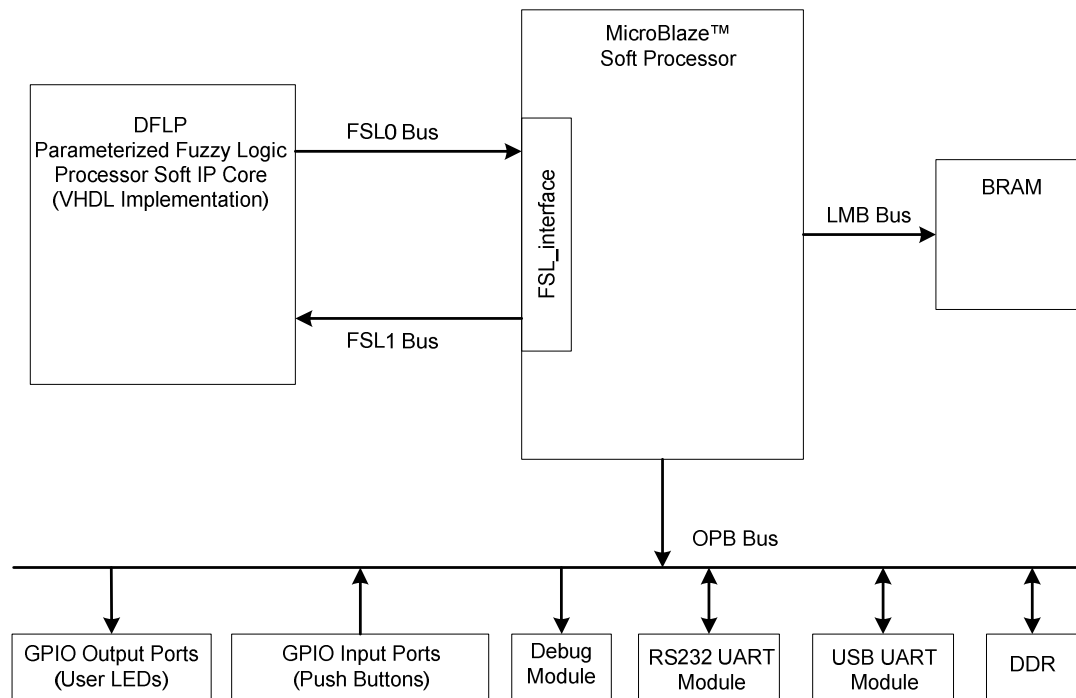 MicroBlaze™
Soft Processor
DFLP
Parameterized Fuzzy Logic
Processor Soft IP Core
(VHDL Implementation)
FSL0 Bus
FSL_interface
FSL1 Bus
LMB Bus
BRAM
OPB Bus
GPIO Output Ports
(User LEDs)
GPIO Input Ports
(Push Buttons)
Debug
Module
RS232 UART
Module
USB UART
Module
DDR